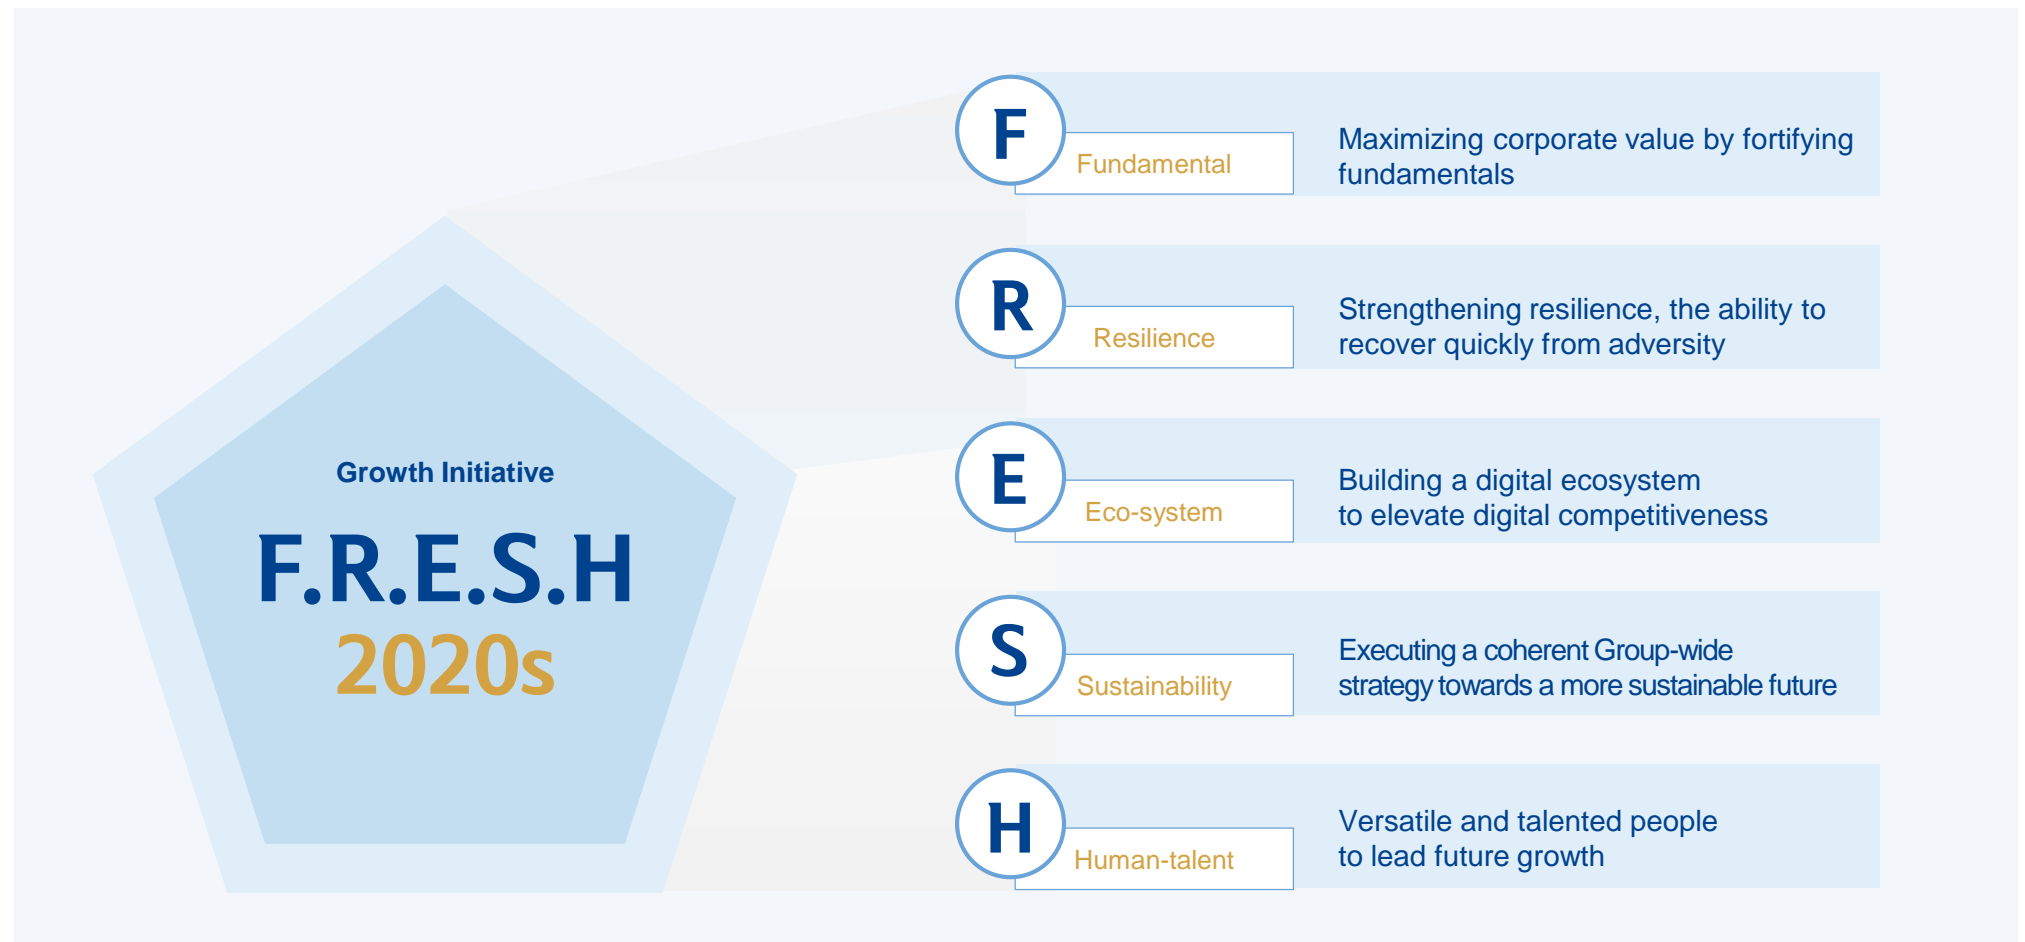 Growth Initiative
F.R.E.S.H
2020s
F
Fundamental
Maximizing corporate value by fortifying
fundamentals
R
Resilience
Strengthening resilience, the ability to
recover quickly from adversity
E
Eco-system
Building a digital ecosystem
to elevate digital competitiveness
S
Sustainability
Executing a coherent Group-wide
strategy towards a more sustainable future
H
Human-talent
Versatile and talented people
to lead future growth